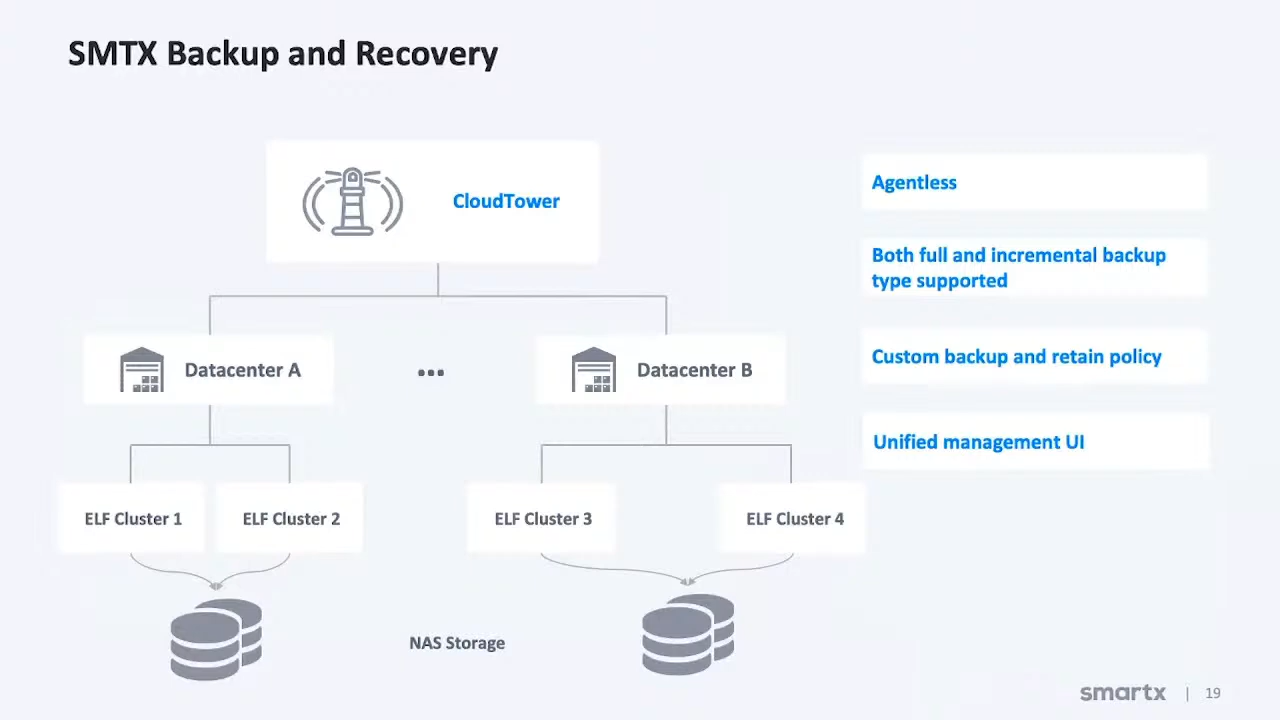 SMTX Backup and Recovery
CloudTower
Datacenter A
...
Datacenter B
ELF Cluster 1
ELF Cluster 2
ELF Cluster 3
ELF Cluster 4
NAS Storage
Agentless
Both full and incremental backup
type supported
Custom backup and retain policy
Unified management UI
smartx | 19